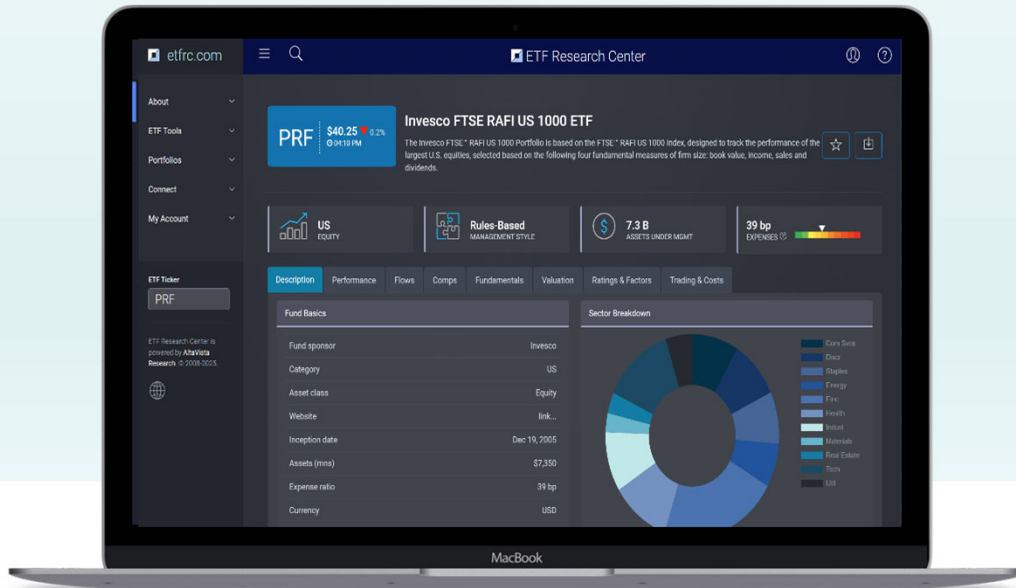 etfrc.com
ETF Research Center
About
ETF Tools
Portfolios
Connect
My Account
ETF Ticker
PRF
ETF Research Center is
powered by AltaVista
Research. © 2008-2025.
PRF
$40.25 ▼ 0.2%
04:10 PM
Invesco FTSE RAFI US 1000 ETF
The Invesco FTSE® RAFI US 1000 Portfolio is based on the FTSE® RAFI US 1000 Index, designed to track the performance of the
largest U.S. equities, selected based on the following four fundamental measures of firm size: book value, income, sales and
dividends.
US
EQUITY
Rules-Based
MANAGEMENT STYLE
7.3 B
ASSETS UNDER MGMT
39 bp
EXPENSES
Description
Performance
Flows
Comps
Fundamentals
Valuation
Ratings & Factors
Trading & Costs
Fund Basics
Fund sponsor Invesco
Category US
Asset class Equity
Website link...
Inception date Dec 19, 2005
Assets (mns) $7,350
Expense ratio 39 bp
Currency USD
Sector Breakdown
Com Svcs
Discr
Staples
Energy
Fin'l
Health
Indust
Materials
Real Estate
Tech
Util
MacBook